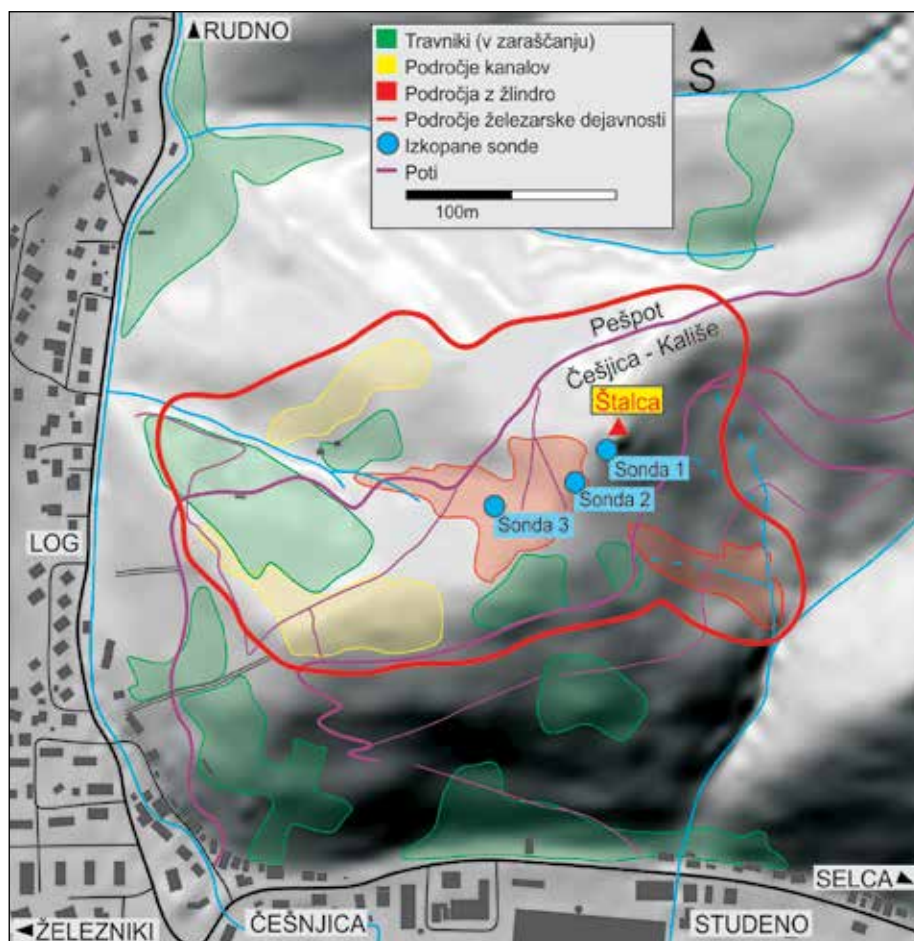 RUDNO
Travniki (v zaraščanju)
Področje kanalov
Področja z žlindro
Področje železarske dejavnosti
Izkopane sonde
Poti
100m
S
Pešpot
Češjica - Kališe
Štalca
Sonda 1
Sonda 2
Sonda 3
LOG
SELCA
ŽELEZNIKI
ČEŠNJICA
STUDENO